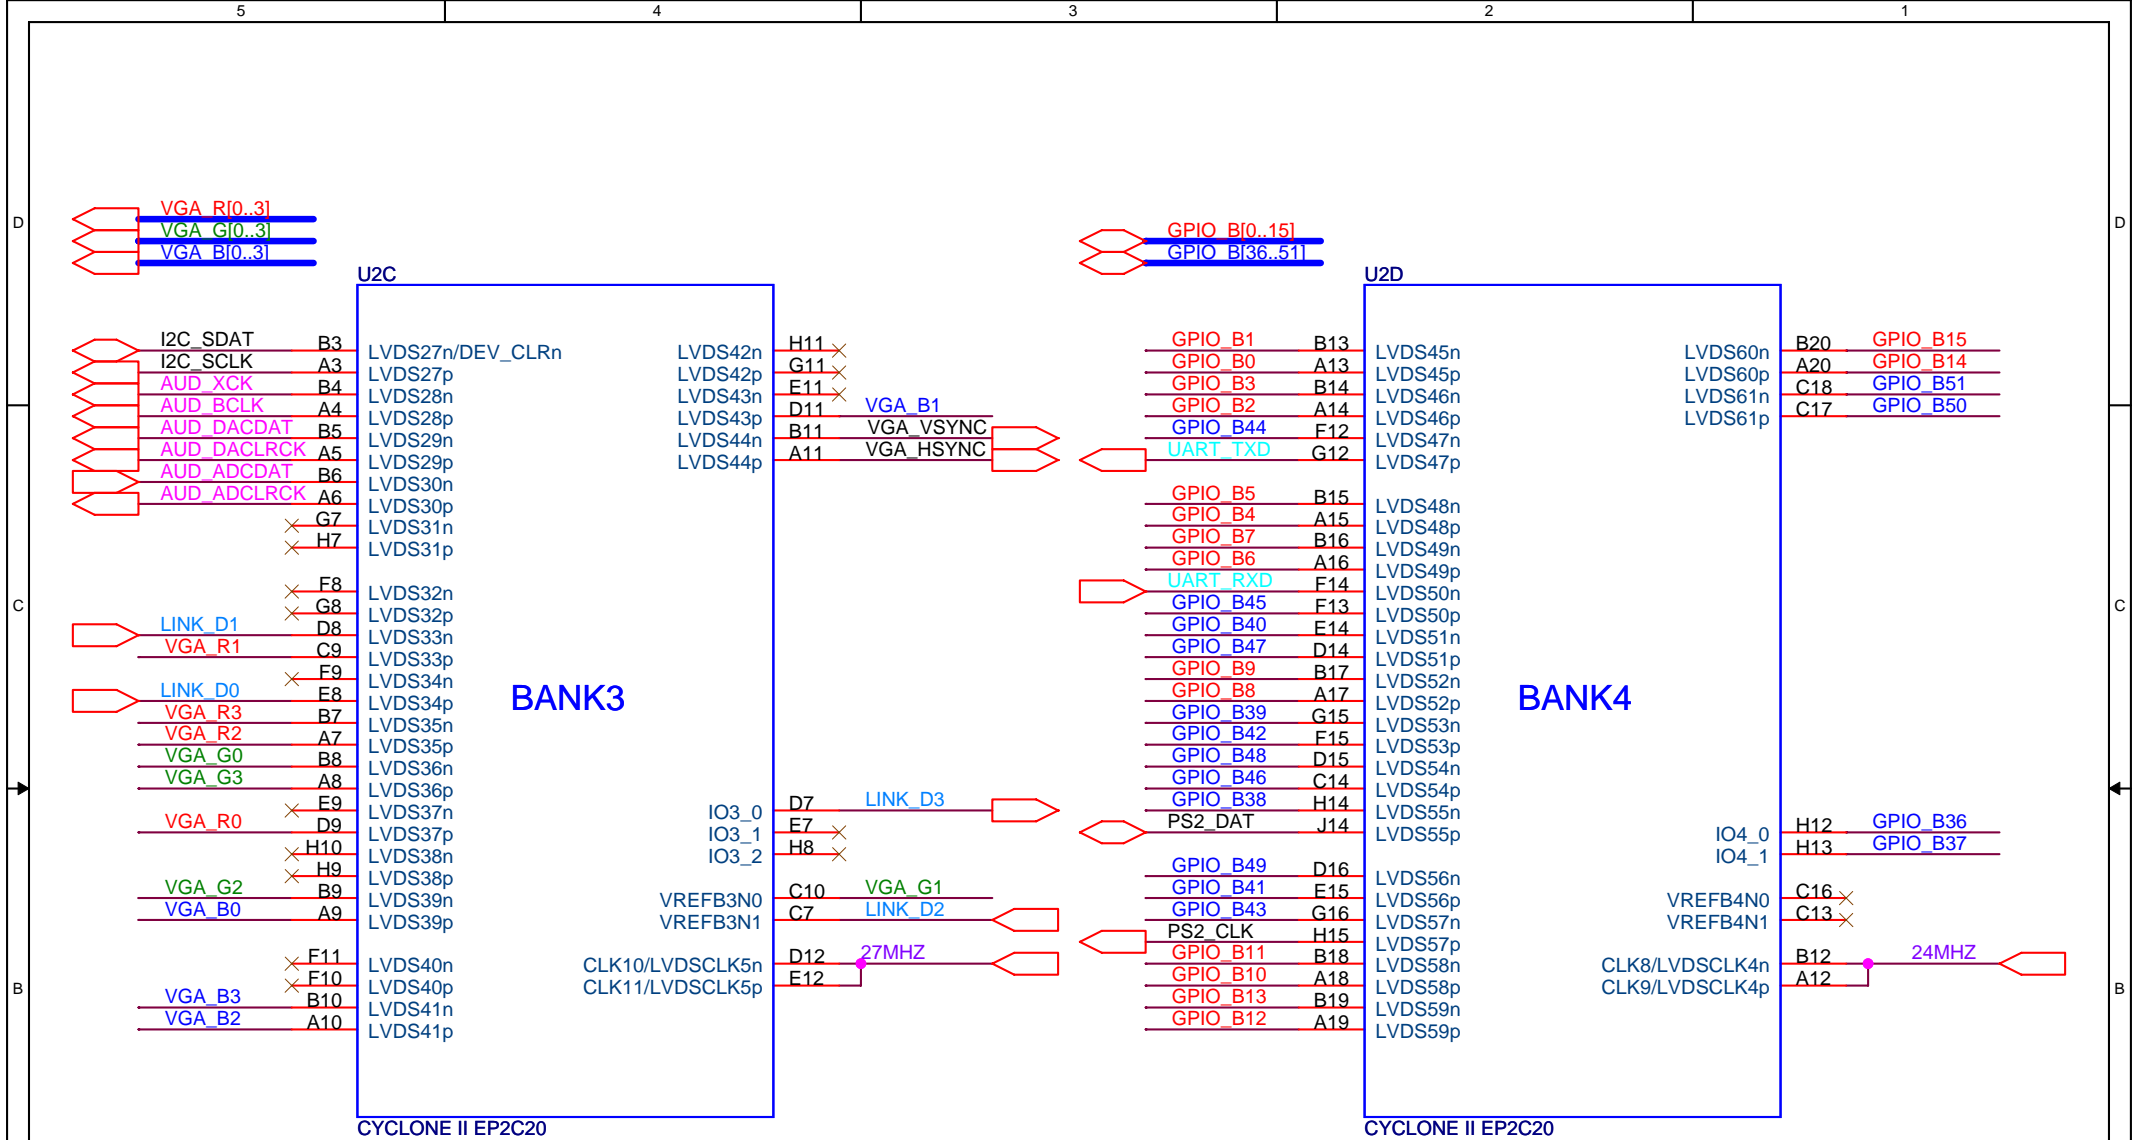 5 4 3 2 1
D D
VGA_R[0..3]
VGA_G[0..3]
VGA_B[0..3]
GPIO_B[0..15]
GPIO_B[36..51]
U2C
I2C_SDAT B3 LVDS27n/DEV_CLRn
I2C_SCLK A3 LVDS27p
AUD_XCK B4 LVDS28n
AUD_BCLK A4 LVDS28p
AUD_DACDAT B5 LVDS29n
AUD_DACLRCK A5 LVDS29p
AUD_ADCDAT B6 LVDS30n
AUD_ADCLRCK A6 LVDS30p
G7 LVDS31n
H7 LVDS31p
F8 LVDS32n
G8 LVDS32p
LINK_D1 D8 LVDS33n
VGA_R1 C9 LVDS33p
F9 LVDS34n
LINK_D0 E8 LVDS34p
VGA_R3 B7 LVDS35n
VGA_R2 A7 LVDS35p
VGA_G0 B8 LVDS36n
VGA_G3 A8 LVDS36p
E9 LVDS37n
VGA_R0 D9 LVDS37p
H10 LVDS38n
H9 LVDS38p
VGA_G2 B9 LVDS39n
VGA_B0 A9 LVDS39p
F11 LVDS40n
F10 LVDS40p
VGA_B3 B10 LVDS41n
VGA_B2 A10 LVDS41p
BANK3
LVDS42n H11
LVDS42p G11
LVDS43n E11
LVDS43p D11 VGA_B1
LVDS44n B11 VGA_VSYNC
LVDS44p A11 VGA_HSYNC
IO3_0 D7 LINK_D3
IO3_1 E7
IO3_2 H8
VREFB3N0 C10 VGA_G1
VREFB3N1 C7 LINK_D2
CLK10/LVDSCLK5n D12 27MHZ
CLK11/LVDSCLK5p E12
CYCLONE II EP2C20
U2D
GPIO_B1 B13 LVDS45n
GPIO_B0 A13 LVDS45p
GPIO_B3 B14 LVDS46n
GPIO_B2 A14 LVDS46p
GPIO_B44 F12 LVDS47n
UART_TXD G12 LVDS47p
GPIO_B5 B15 LVDS48n
GPIO_B4 A15 LVDS48p
GPIO_B7 B16 LVDS49n
GPIO_B6 A16 LVDS49p
UART_RXD F14 LVDS50n
GPIO_B45 F13 LVDS50p
GPIO_B40 E14 LVDS51n
GPIO_B47 D14 LVDS51p
GPIO_B9 B17 LVDS52n
GPIO_B8 A17 LVDS52p
GPIO_B39 G15 LVDS53n
GPIO_B42 F15 LVDS53p
GPIO_B48 D15 LVDS54n
GPIO_B46 C14 LVDS54p
GPIO_B38 H14 LVDS55n
PS2_DAT J14 LVDS55p
GPIO_B49 D16 LVDS56n
GPIO_B41 E15 LVDS56p
GPIO_B43 G16 LVDS57n
PS2_CLK H15 LVDS57p
GPIO_B11 B18 LVDS58n
GPIO_B10 A18 LVDS58p
GPIO_B13 B19 LVDS59n
GPIO_B12 A19 LVDS59p
BANK4
LVDS60n B20 GPIO_B15
LVDS60p A20 GPIO_B14
LVDS61n C18 GPIO_B51
LVDS61p C17 GPIO_B50
IO4_0 H12 GPIO_B36
IO4_1 H13 GPIO_B37
VREFB4N0 C16
VREFB4N1 C13
CLK8/LVDSCLK4n B12 24MHZ
CLK9/LVDSCLK4p A12
CYCLONE II EP2C20
C C
B B